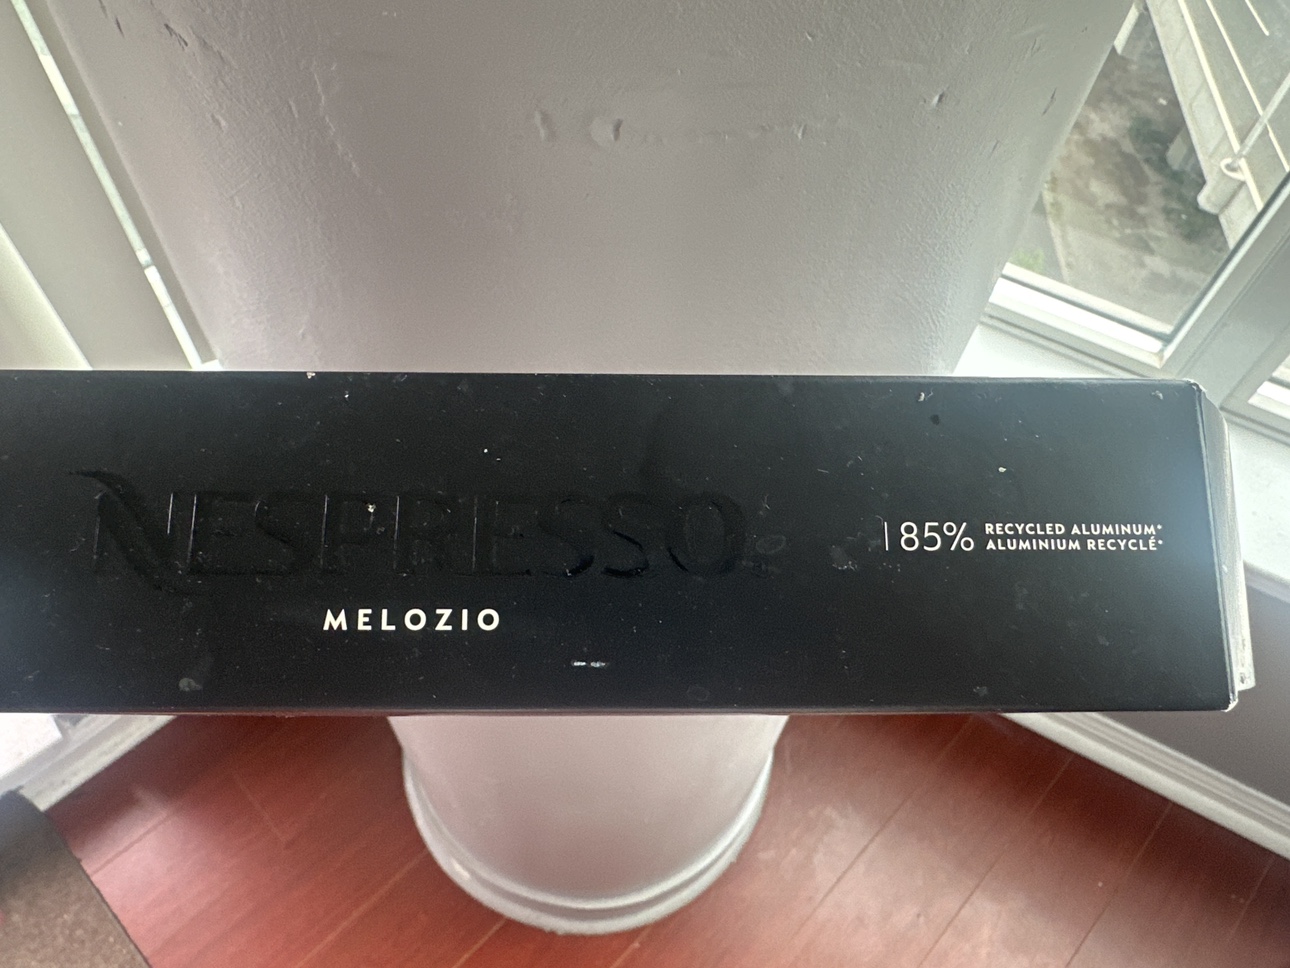 NESPRESSO.
MELOZIO
85% RECYCLED ALUMINUM*
ALUMINIUM RECYCLÉ*